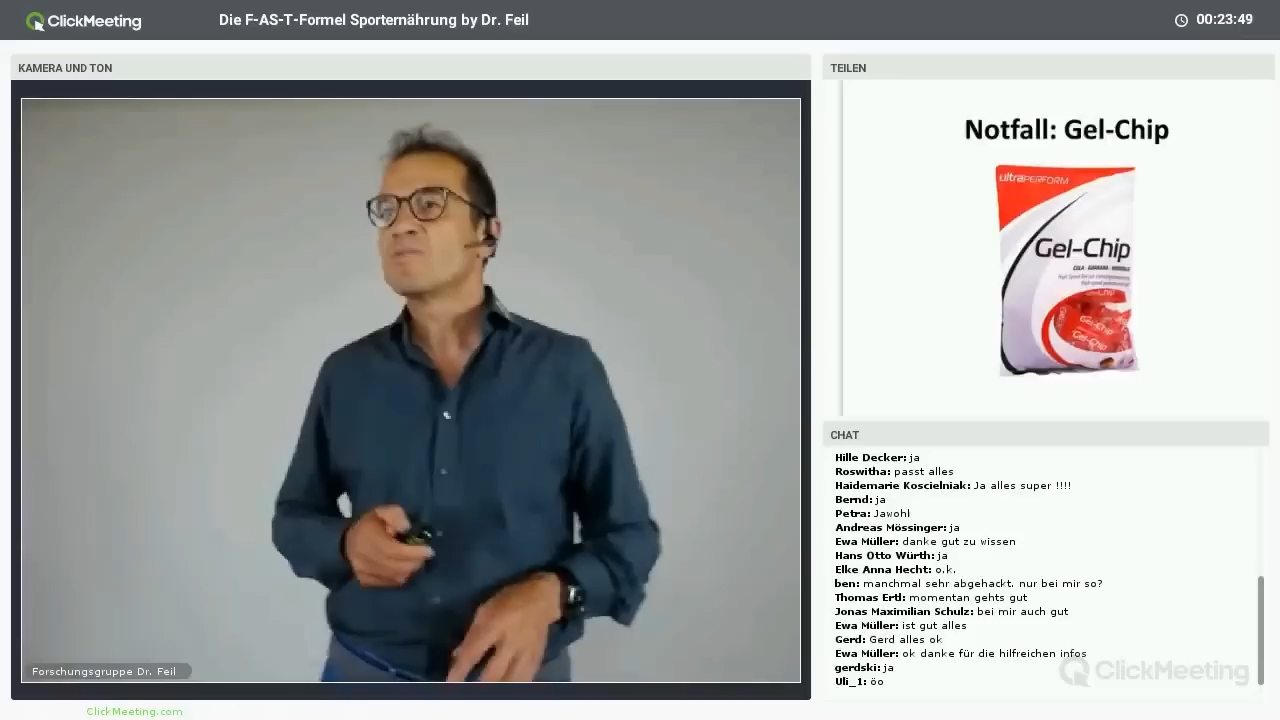 ClickMeeting
Die F-AS-T-Formel Sporternährung by Dr. Feil
00:23:49
KAMERA UND TON
Forschungsgruppe Dr. Feil
ClickMeeting.com
TEILEN
Notfall: Gel-Chip
ultraPERFORM
Gel-Chip
Gel-Chip
Gel-Chip
CHAT
Hille Decker: ja
Roswitha: passt alles
Haidemarie Koscielniak: Ja alles super !!!!
Bernd: ja
Petra: Jawohl
Andreas Mössinger: ja
Ewa Müller: danke gut zu wissen
Hans Otto Würth: ja
Elke Anna Hecht: o.k.
ben: manchmal sehr abgehackt. nur bei mir so?
Thomas Ertl: momentan gehts gut
Jonas Maximilian Schulz: bei mir auch gut
Ewa Müller: ist gut alles
Gerd: Gerd alles ok
Ewa Müller: ok danke für die hilfreichen infos
gerdski: ja
Uli_1: öo
ClickMeeting